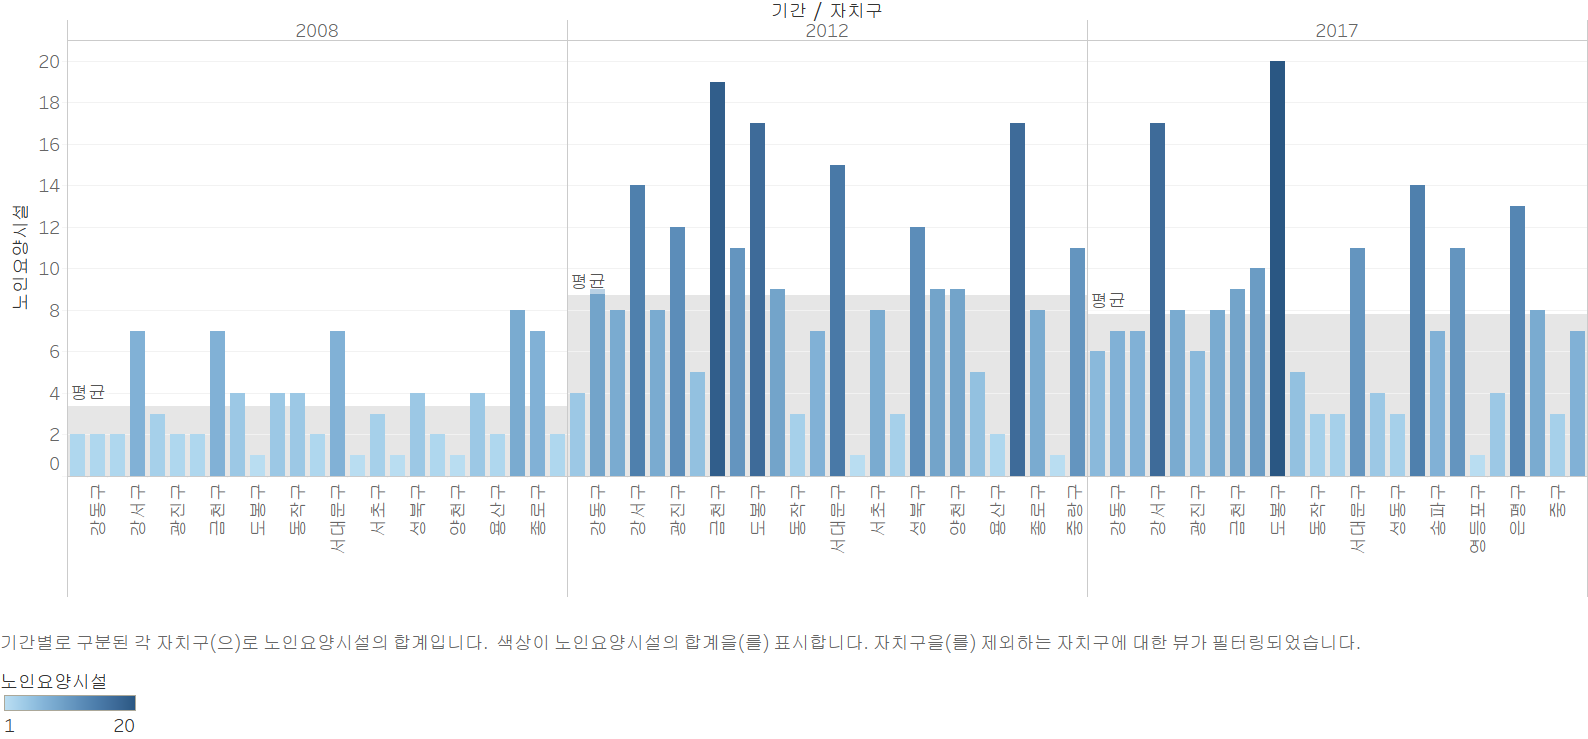 기간 / 자치구
2008 2012 2017
노인요양시설
20
18
16
14
12
10
8
6
4
2
0
평균
평균
평균
강동구 강서구 광진구 금천구 도봉구 동작구 서대문구 서초구 성북구 양천구 용산구 종로구
강동구 강서구 광진구 금천구 도봉구 동작구 서대문구 서초구 성북구 양천구 용산구 종로구 중랑구
강동구 강서구 광진구 금천구 도봉구 동작구 서대문구 성동구 송파구 영등포구 은평구 중구
기간별로 구분된 각 자치구(으)로 노인요양시설의 합계입니다. 색상이 노인요양시설의 합계을(를) 표시합니다. 자치구을(를) 제외하는 자치구에 대한 뷰가 필터링되었습니다.
노인요양시설
1 20